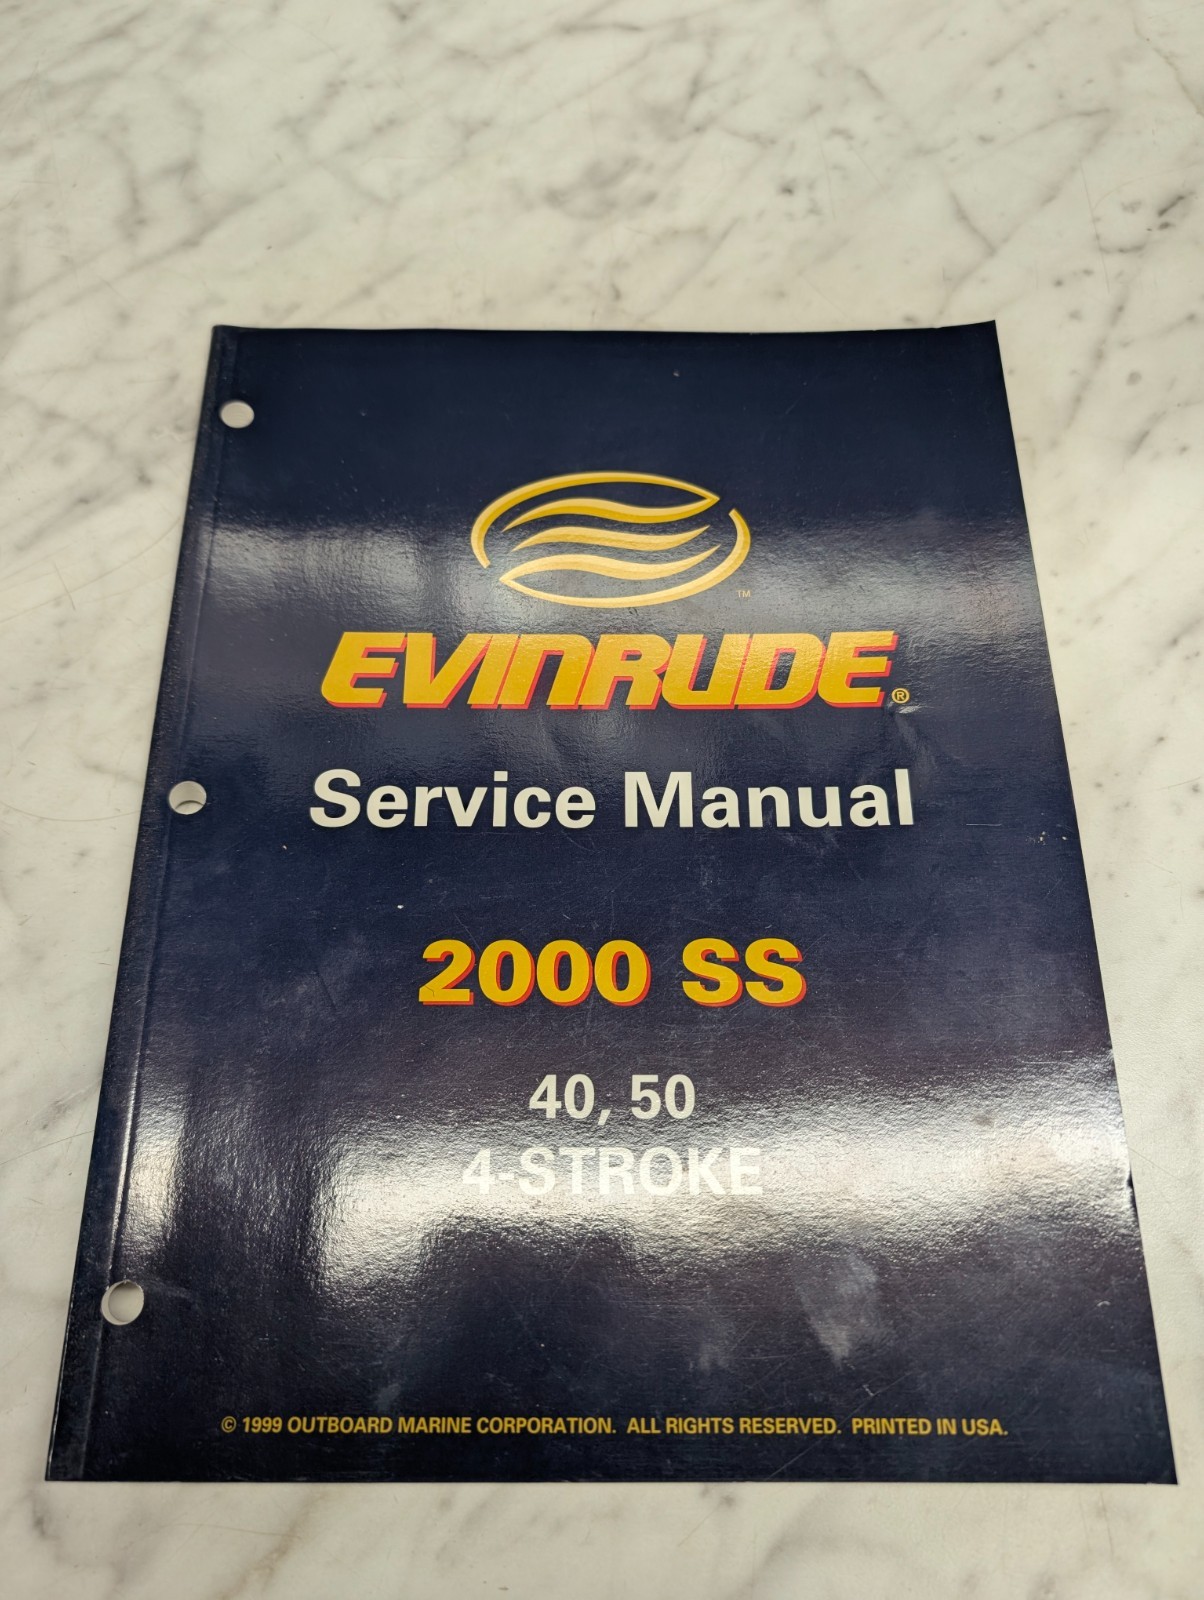 ™
EVINRUDE®
Service Manual
2000 SS
40, 50
4-STROKE
© 1999 OUTBOARD MARINE CORPORATION. ALL RIGHTS RESERVED. PRINTED IN USA.